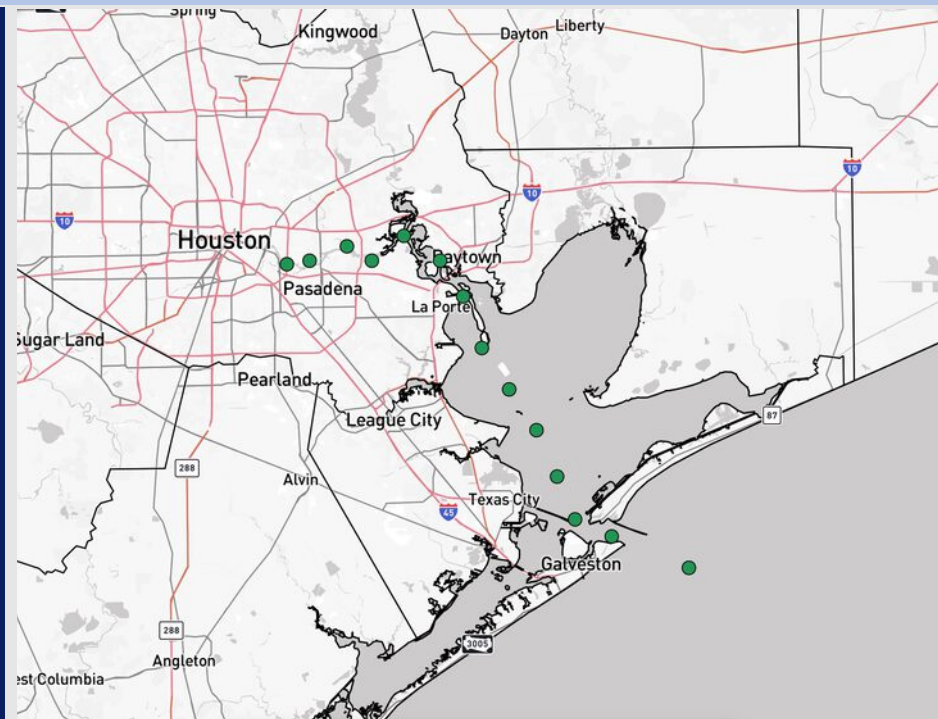 Spring
Kingwood
Dayton
Liberty
10
10
10
Houston
Baytown
Pasadena
La Porte
Sugar Land
Pearland
League City
87
288
Alvin
Texas City
45
Galveston
288
3005
Angleton
est Columbia